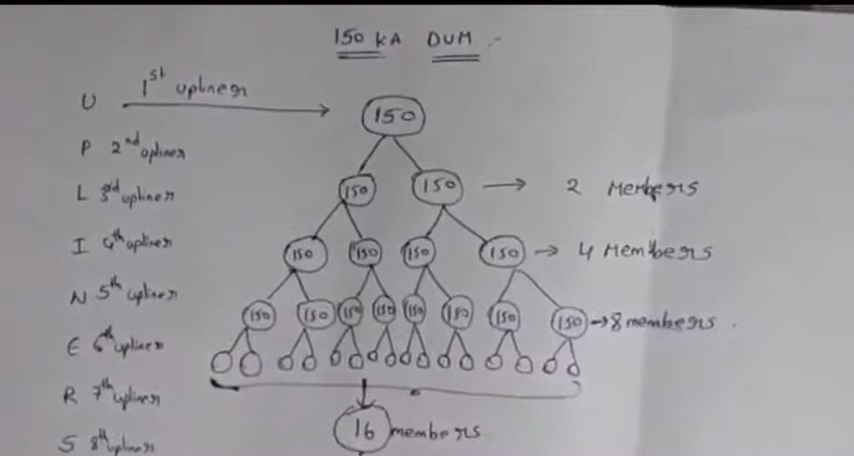 150 KA DUM :-
U 1st upliner
150
P 2nd upliner
L 3rd upliner 150 150 → 2 Members
I 4th upliner 150 150 150 150 → 4 Members
N 5th upliner
150 150 150 150 150 150 150 150 → 8 members.
E 6th upliner
R 7th upliner
16 members
S 8th upliner